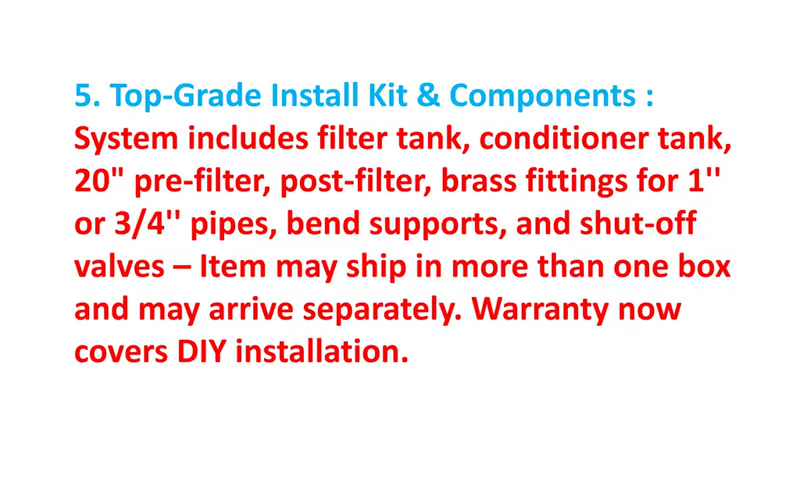 5. Top-Grade Install Kit & Components :
System includes filter tank, conditioner tank,
20" pre-filter, post-filter, brass fittings for 1''
or 3/4'' pipes, bend supports, and shut-off
valves – Item may ship in more than one box
and may arrive separately. Warranty now
covers DIY installation.